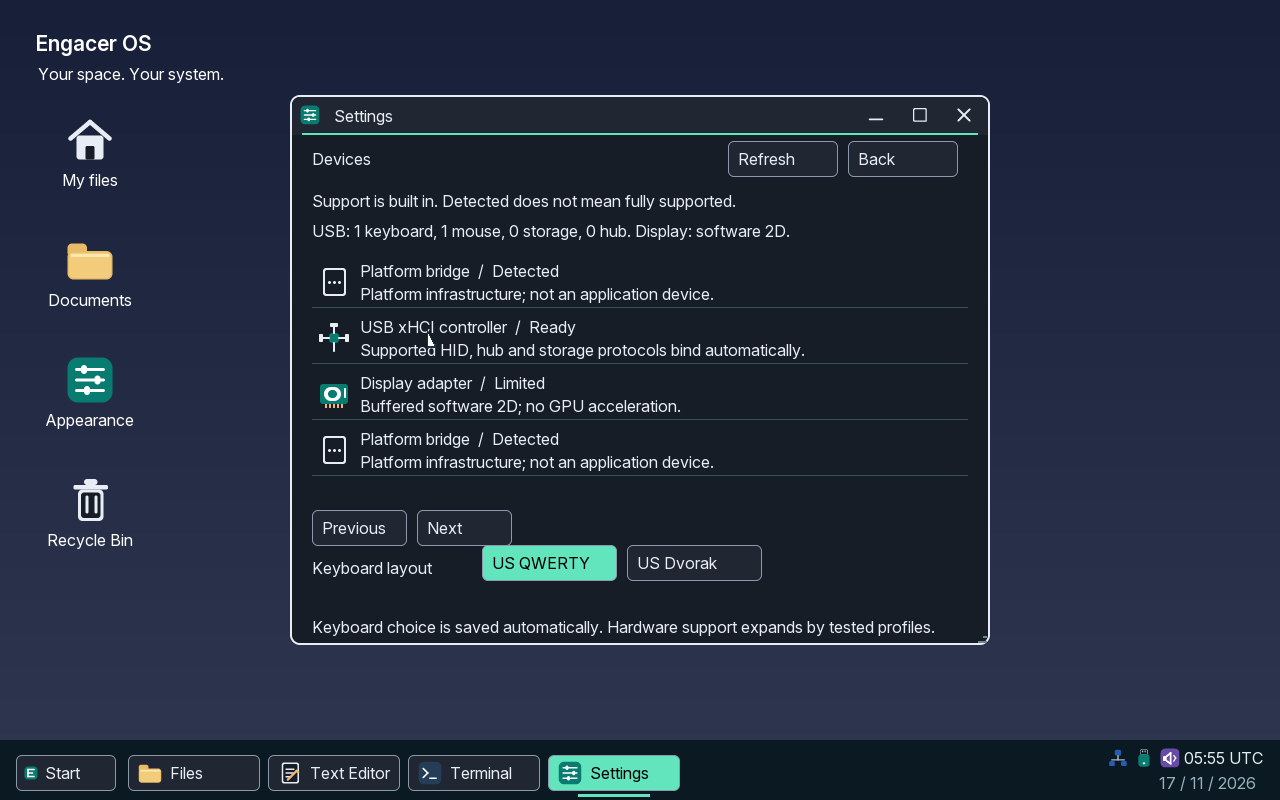 Engacer OS
Your space. Your system.
My files
Documents
Appearance
Recycle Bin
Settings
Devices
Refresh
Back
Support is built in. Detected does not mean fully supported.
USB: 1 keyboard, 1 mouse, 0 storage, 0 hub. Display: software 2D.
Platform bridge / Detected
Platform infrastructure; not an application device.
USB xHCI controller / Ready
Supported HID, hub and storage protocols bind automatically.
Display adapter / Limited
Buffered software 2D; no GPU acceleration.
Platform bridge / Detected
Platform infrastructure; not an application device.
Previous
Next
Keyboard layout
US QWERTY
US Dvorak
Keyboard choice is saved automatically. Hardware support expands by tested profiles.
E Start
Files
Text Editor
Terminal
Settings
05:55 UTC
17 / 11 / 2026